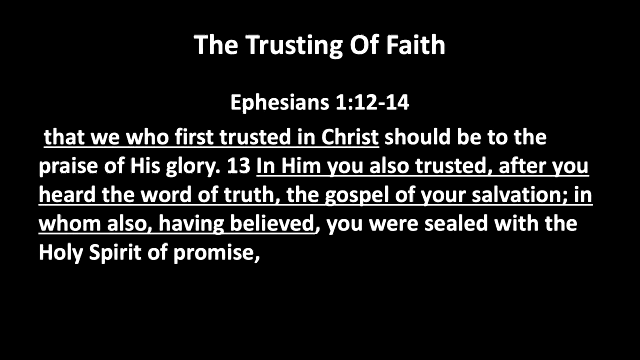 The Trusting Of Faith
Ephesians 1:12-14
that we who first trusted in Christ should be to the
praise of His glory. 13 In Him you also trusted, after you
heard the word of truth, the gospel of your salvation; in
whom also, having believed, you were sealed with the
Holy Spirit of promise,